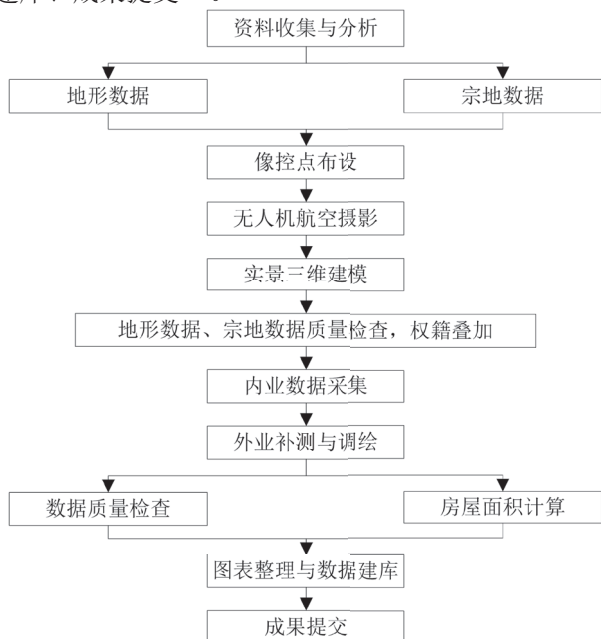 资料收集与分析
地形数据
宗地数据
像控点布设
无人机航空摄影
实景三维建模
地形数据、宗地数据质量检查，权籍叠加
内业数据采集
外业补测与调绘
数据质量检查
房屋面积计算
图表整理与数据建库
成果提交